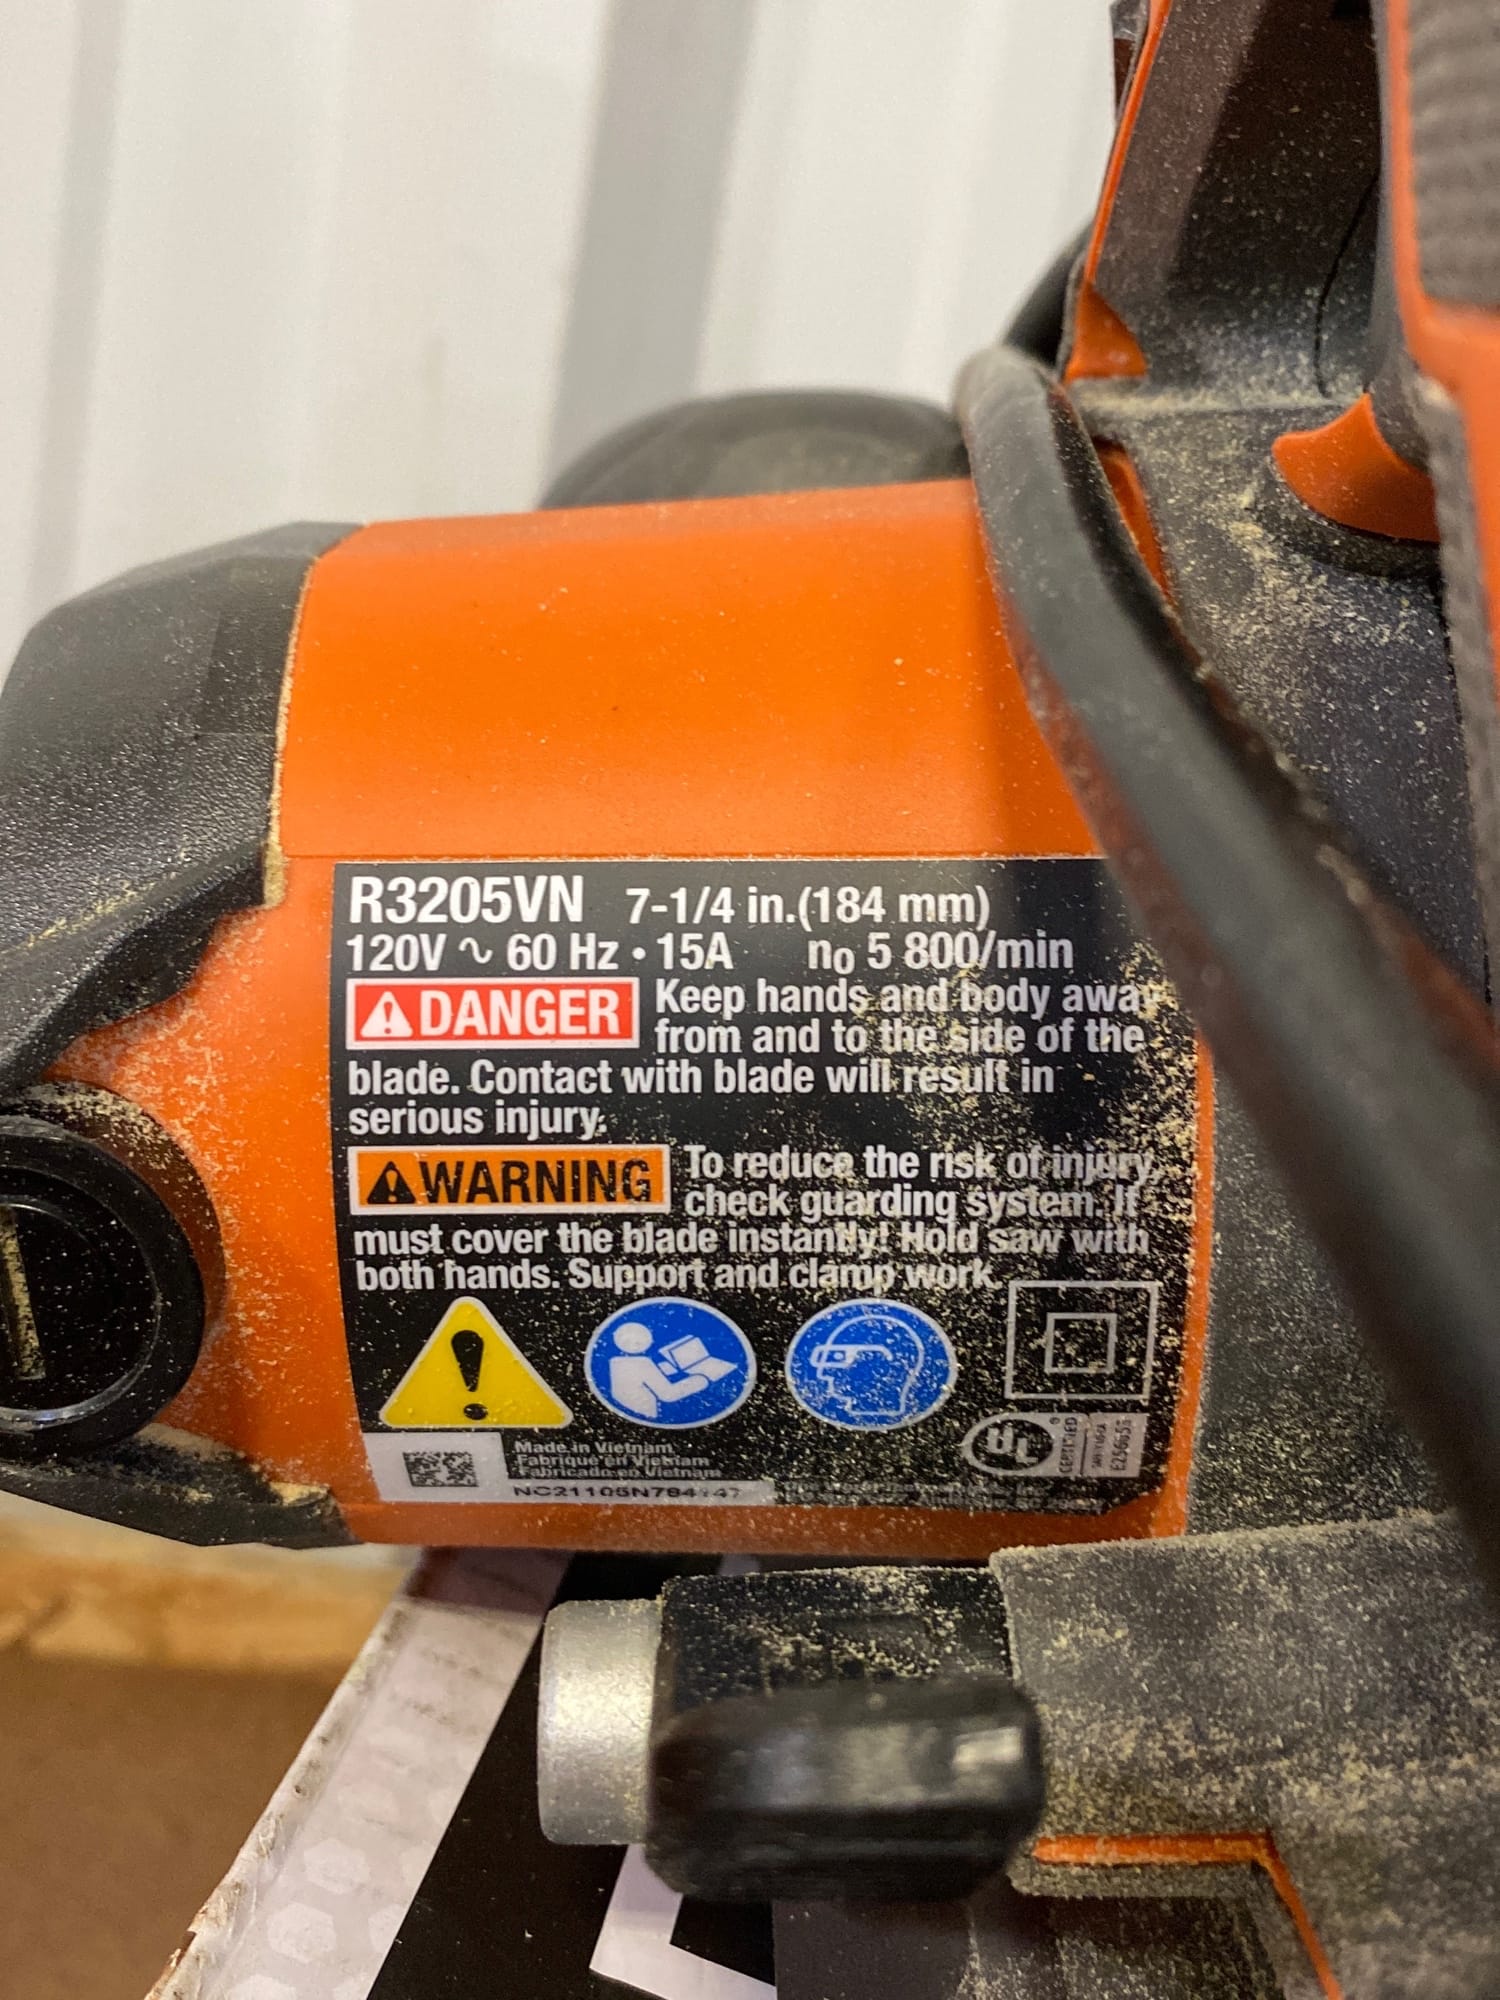 R3205VN 7-1/4 in.(184 mm)
120V ∿ 60 Hz • 15A n₀ 5 800/min
DANGER Keep hands and body away
from and to the side of the
blade. Contact with blade will result in
serious injury.
WARNING To reduce the risk of injury,
check guarding system. It
must cover the blade instantly! Hold saw with
both hands. Support and clamp work.
UL
CERTIFIED
Made in Vietnam
Fabriqué en Vietnam
Fabricado en Vietnam